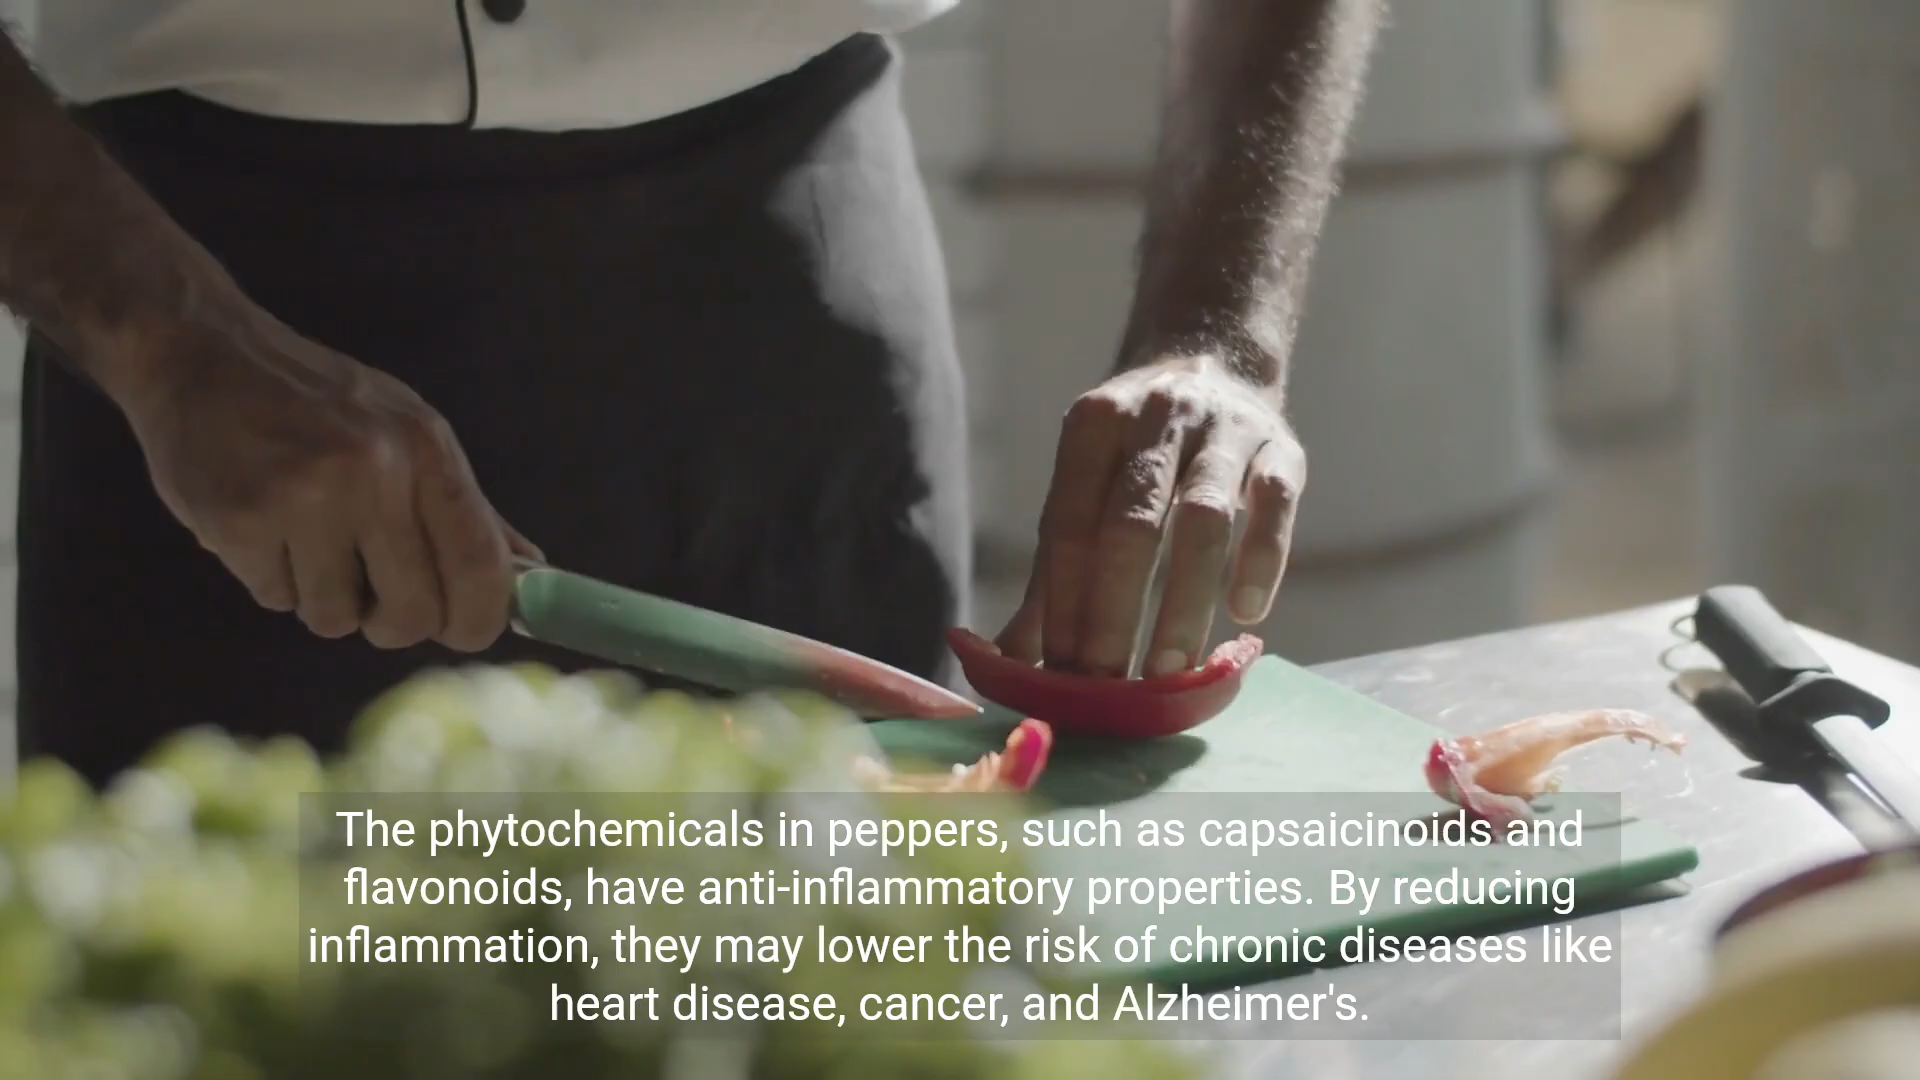 The phytochemicals in peppers, such as capsaicinoids and
flavonoids, have anti-inflammatory properties. By reducing
inflammation, they may lower the risk of chronic diseases like
heart disease, cancer, and Alzheimer's.